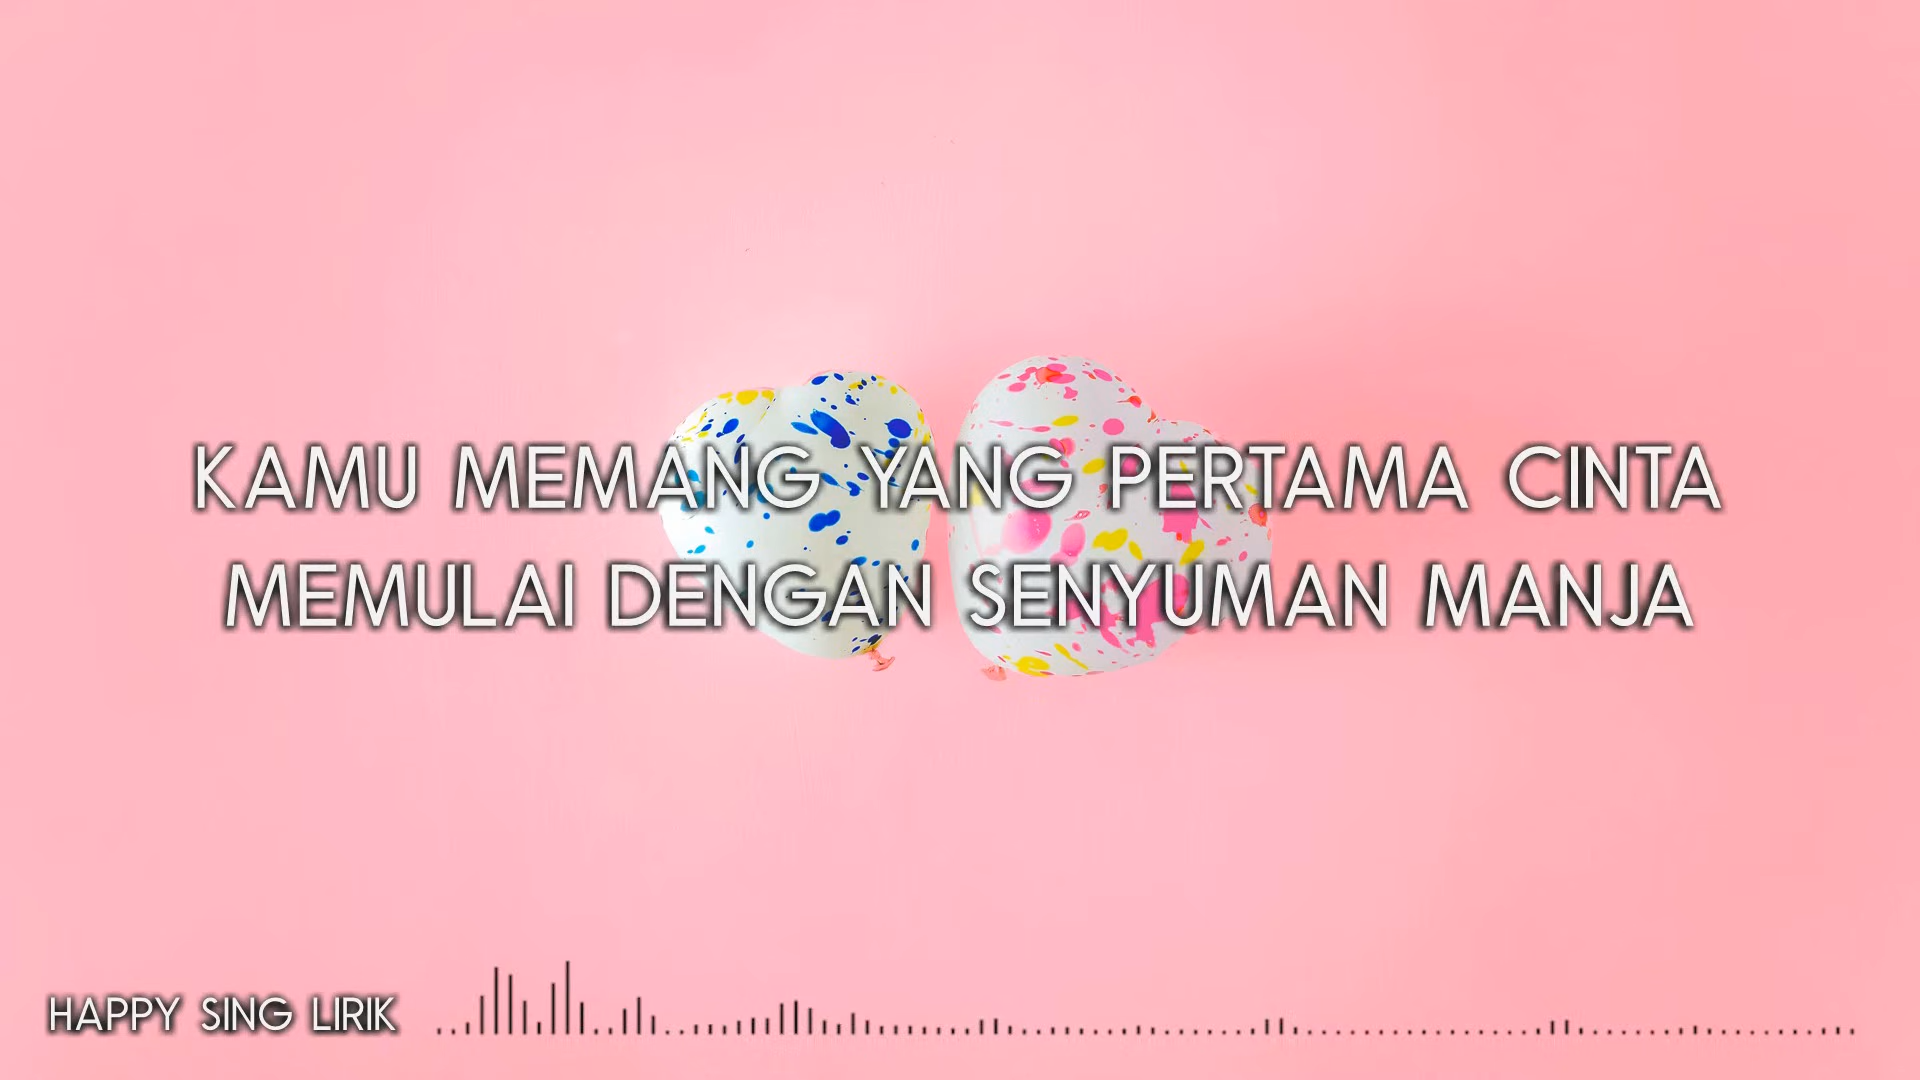 KAMU MEMANG YANG PERTAMA CINTA
MEMULAI DENGAN SENYUMAN MANJA
HAPPY SING LIRIK